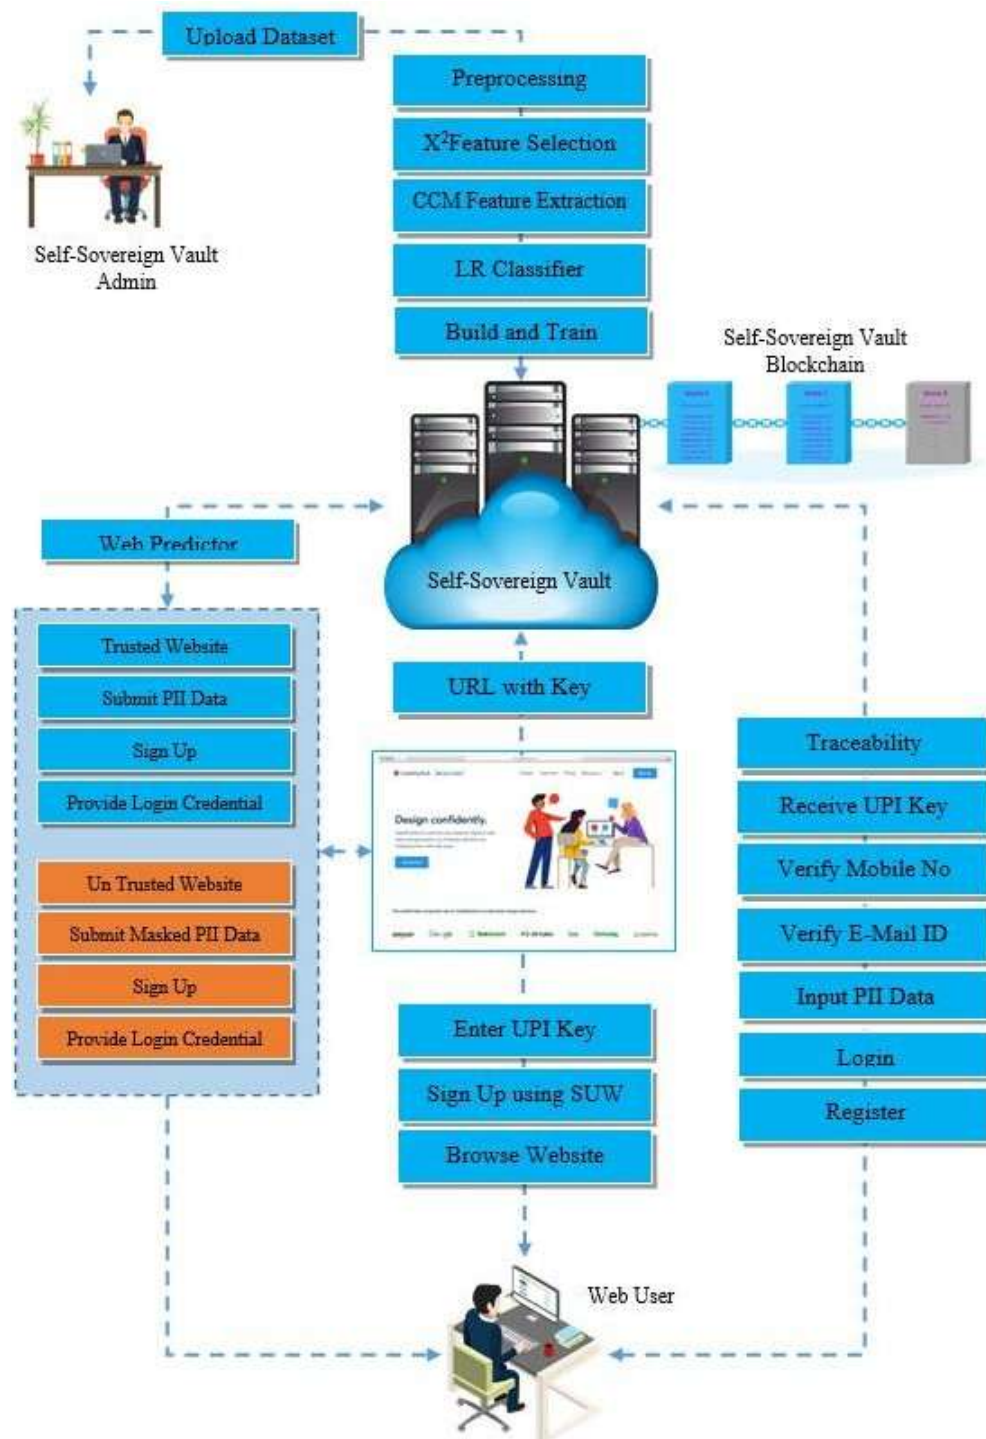 Upload Dataset
Preprocessing
X²Feature Selection
CCM Feature Extraction
LR Classifier
Build and Train
Self-Sovereign Vault
Admin
Self-Sovereign Vault
Blockchain
Self-Sovereign Vault
Web Predictor
Trusted Website
Submit PII Data
Sign Up
Provide Login Credential
Un Trusted Website
Submit Masked PII Data
Sign Up
Provide Login Credential
URL with Key
Design confidently.
Enter UPI Key
Sign Up using SUW
Browse Website
Traceability
Receive UPI Key
Verify Mobile No
Verify E-Mail ID
Input PII Data
Login
Register
Web User